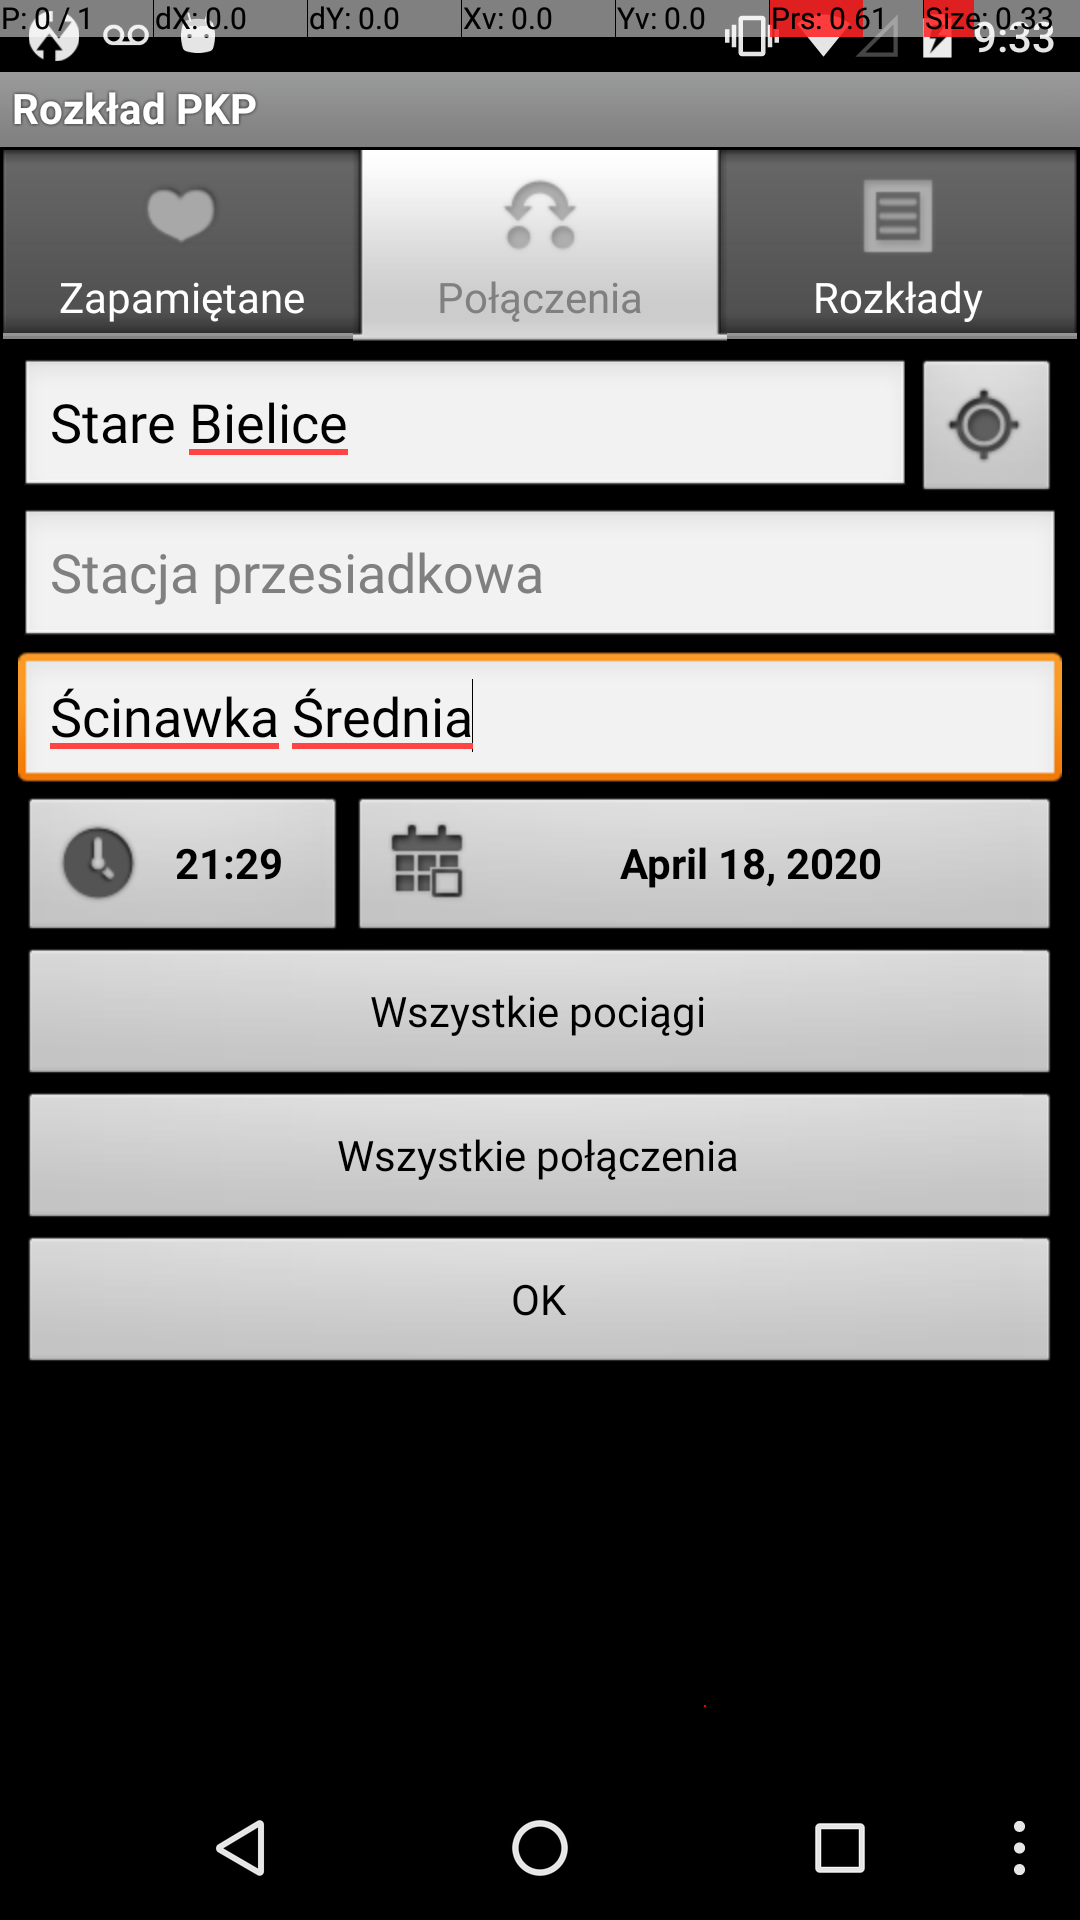 P: 0 / 1 dX: 0.0 dY: 0.0 Xv: 0.0 Yv: 0.0 Prs: 0.61 Size: 0.33
9:33
Rozkład PKP
Zapamiętane Połączenia Rozkłady
Stare Bielice
Stacja przesiadkowa
Ścinawka Średnia
21:29 April 18, 2020
Wszystkie pociągi
Wszystkie połączenia
OK